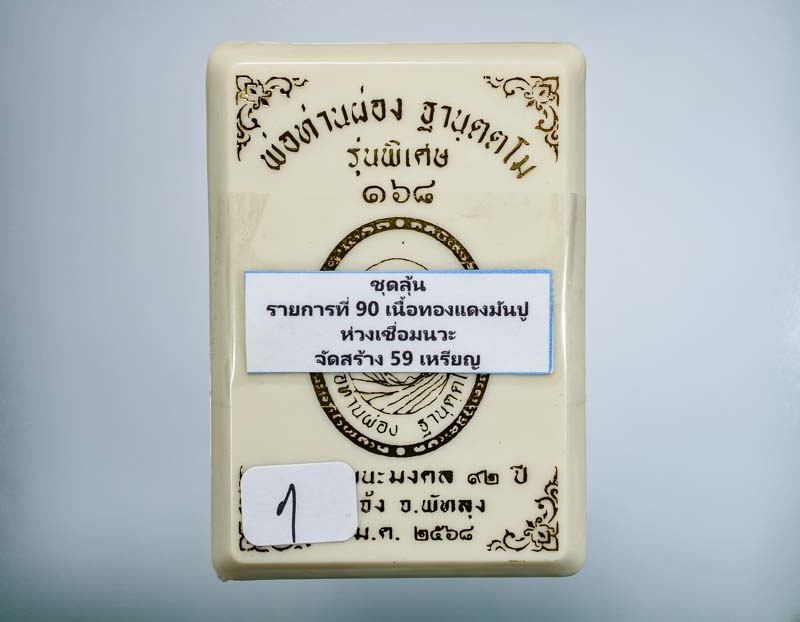 พ่อท่านผ่อง ฐานุตฺตโม
รุ่นพิเศษ
๑๖๘
ชุดลุ้น
รายการที่ 90 เนื้อทองแดงมันปู
ห่วงเชื่อมนวะ
จัดสร้าง 59 เหรียญ
อท่านผ่อง ฐานุตฺตโ
นะมงคล ๙๒ ปี
จ.พัทลุง
ม.ค. ๒๕๖๘